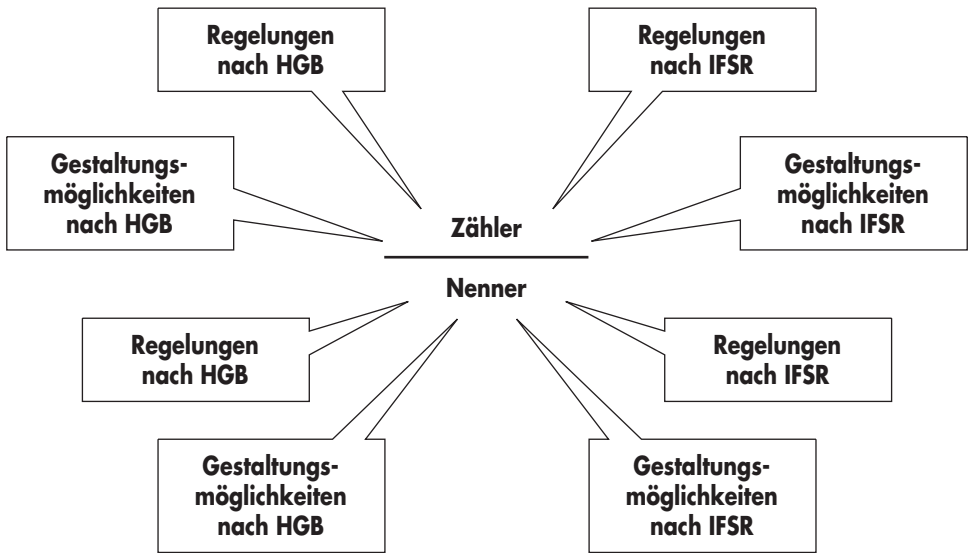 Regelungen
nach HGB
Regelungen
nach IFSR
Gestaltungs-
möglichkeiten
nach HGB
Gestaltungs-
möglichkeiten
nach IFSR
Zähler
Nenner
Regelungen
nach HGB
Regelungen
nach IFSR
Gestaltungs-
möglichkeiten
nach HGB
Gestaltungs-
möglichkeiten
nach IFSR